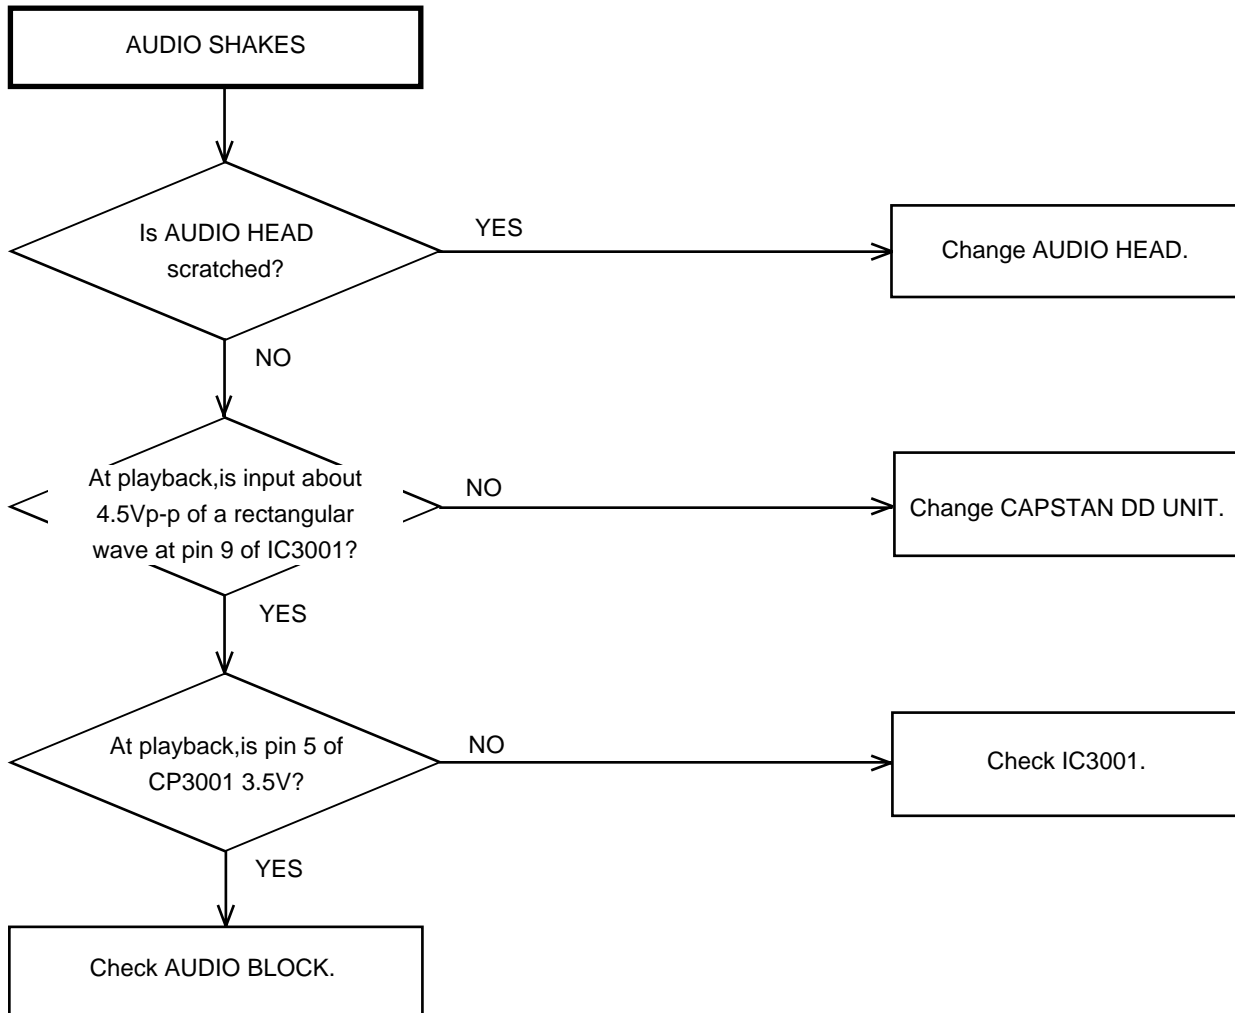 AUDIO SHAKES
Is AUDIO HEAD
scratched?
YES
Change AUDIO HEAD.
NO
At playback,is input about
4.5Vp-p of a rectangular
wave at pin 9 of IC3001?
NO
Change CAPSTAN DD UNIT.
YES
At playback,is pin 5 of
CP3001 3.5V?
NO
Check IC3001.
YES
Check AUDIO BLOCK.